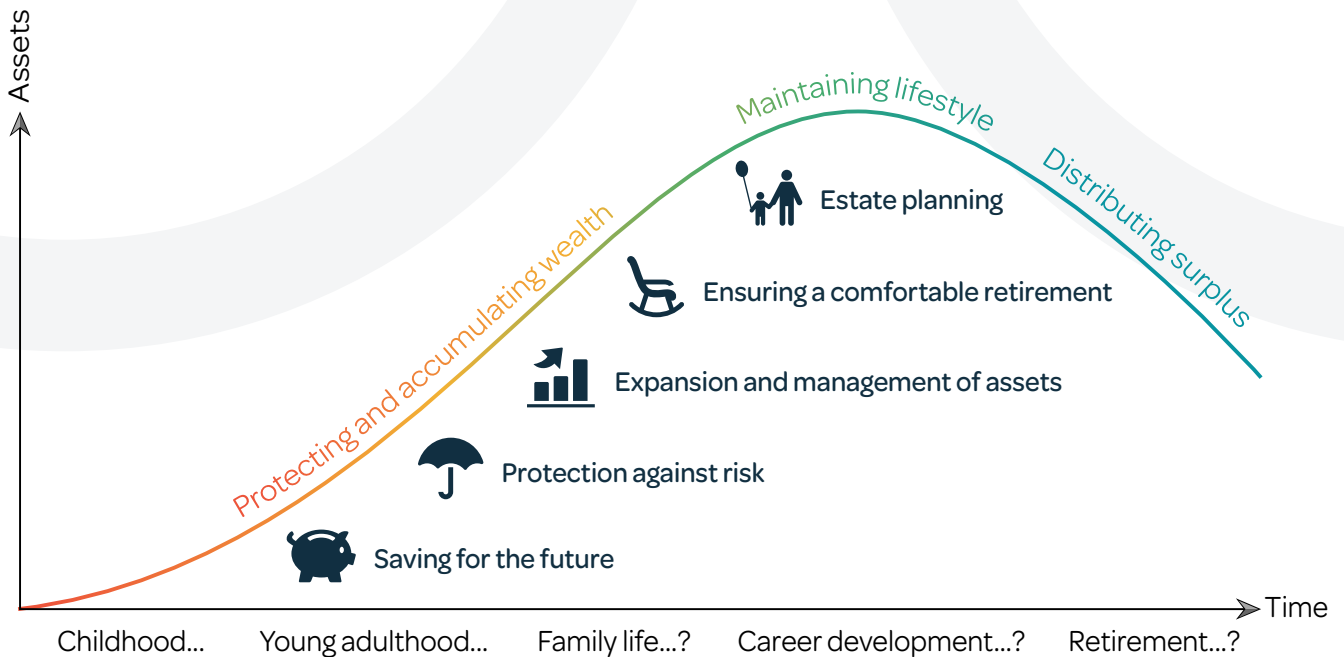 Assets
Maintaining lifestyle
Distributing surplus
Protecting and accumulating wealth
Estate planning
Ensuring a comfortable retirement
Expansion and management of assets
Protection against risk
Saving for the future
Time
Childhood...
Young adulthood...
Family life...?
Career development...?
Retirement...?